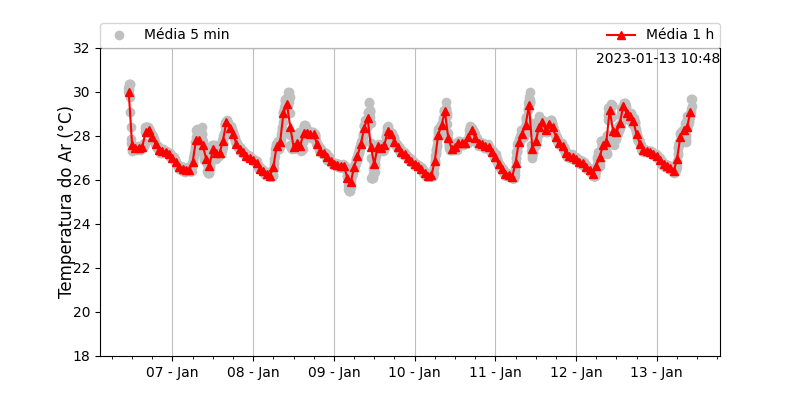 Média 5 min
Média 1 h
2023-01-13 10:48
Temperatura do Ar (°C)
32
30
28
26
24
22
20
18
07 - Jan
08 - Jan
09 - Jan
10 - Jan
11 - Jan
12 - Jan
13 - Jan